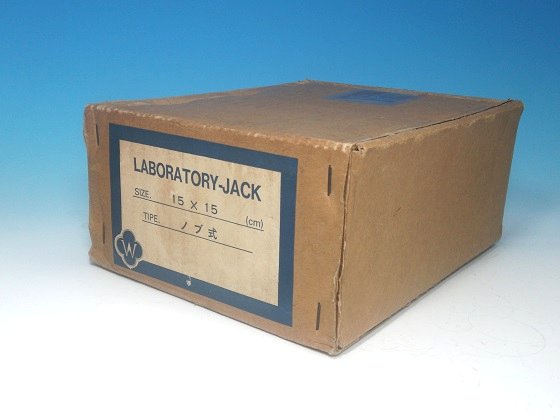 LABORATORY-JACK
SIZE. 15 X 15 (cm)
TIPE. ノブ式
W